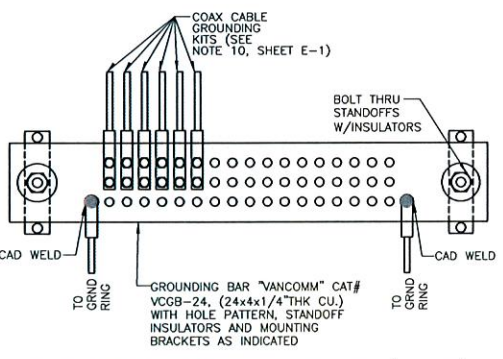 COAX CABLE
GROUNDING
KITS (SEE
NOTE 10, SHEET E-1)
BOLT THRU
STANDOFFS
W/INSULATORS
CAD WELD
CAD WELD
TO
GRND
RING
GROUNDING BAR "VANCOMM" CAT#
VCGB-24, (24x4x1/4"THK CU.)
WITH HOLE PATTERN, STANDOFF
INSULATORS AND MOUNTING
BRACKETS AS INDICATED
TO
GRND
RING